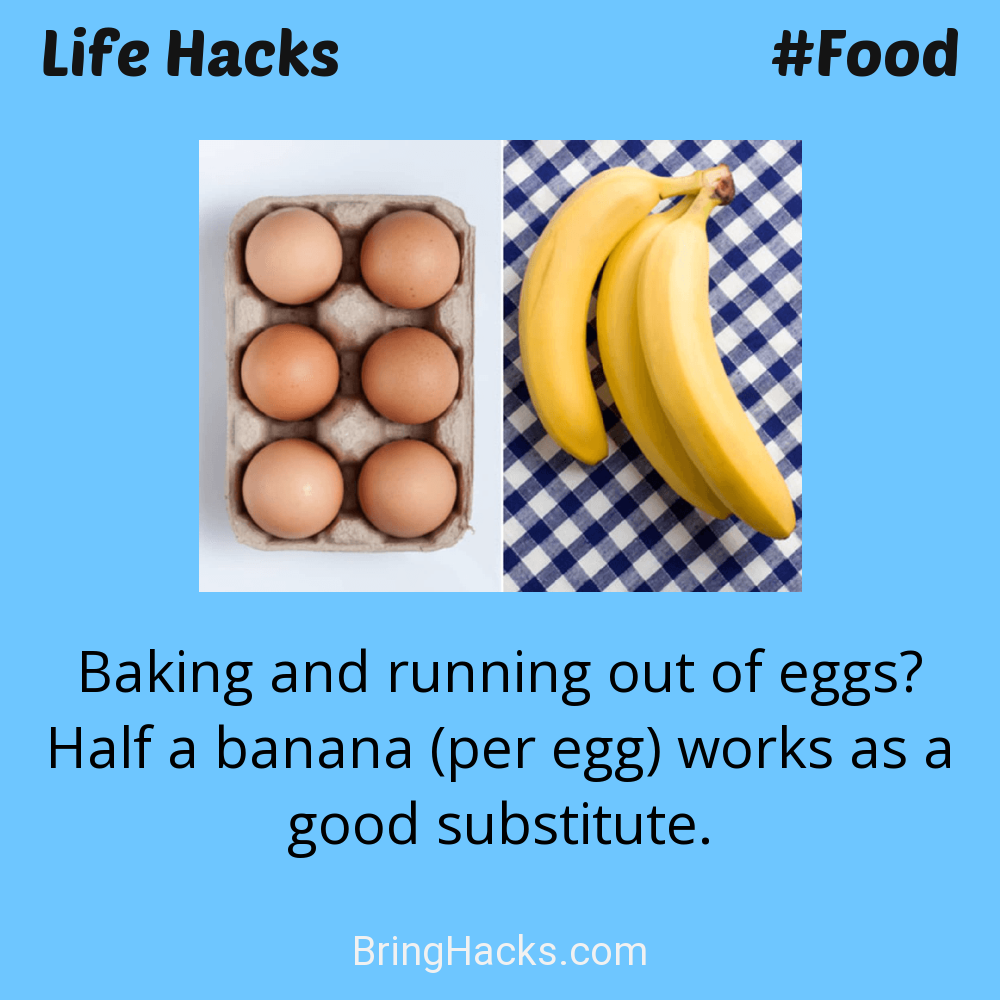 Life Hacks
#Food
Baking and running out of eggs?
Half a banana (per egg) works as a
good substitute.
BringHacks.com